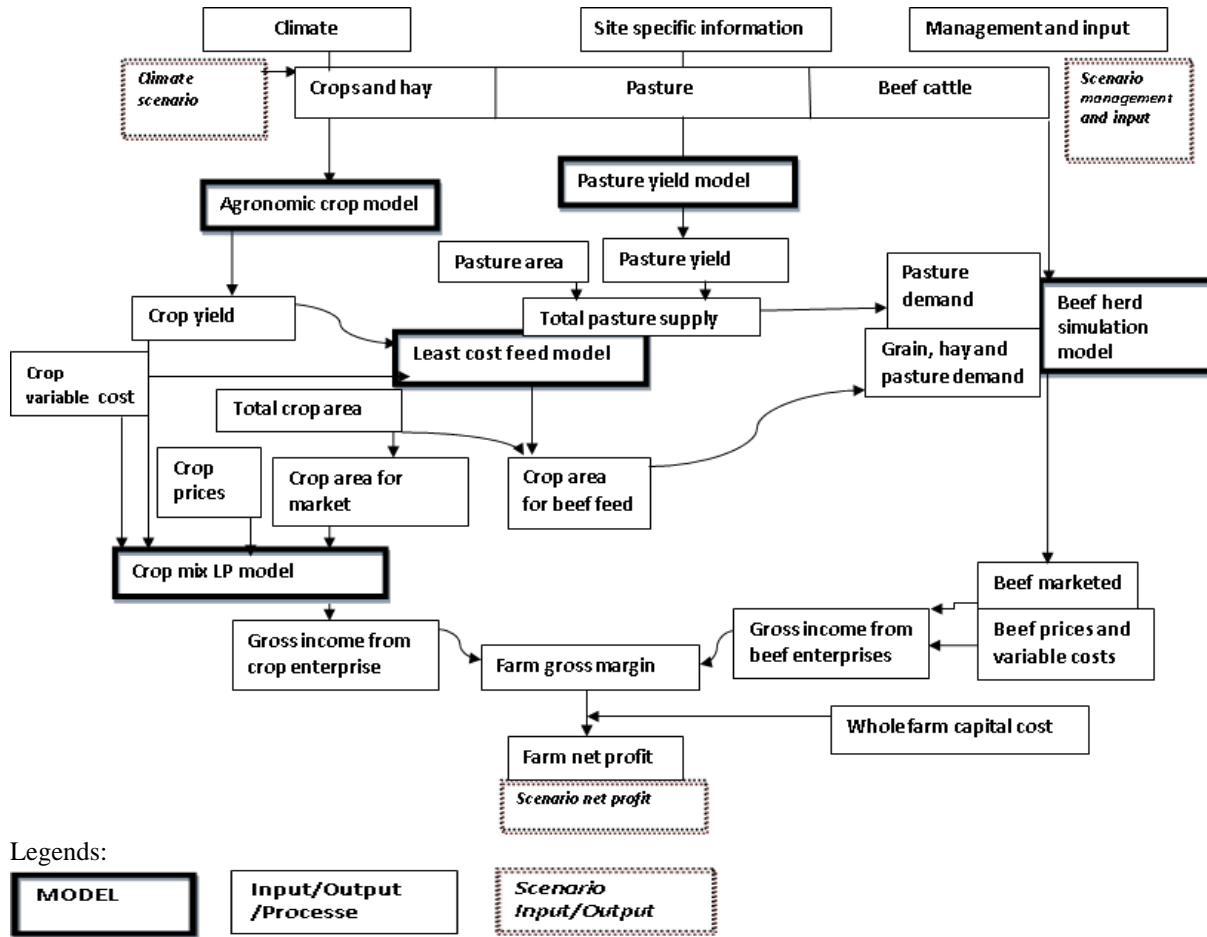 Climate
Site specific information
Management and input
Climate
scenario
Crops and hay
Pasture
Beef cattle
Scenario
management
and input
Agronomic crop model
Pasture yield model
Pasture area
Pasture yield
Pasture
demand
Beef herd
simulation
model
Crop yield
Total pasture supply
Least cost feed model
Grain, hay and
pasture demand
Crop
variable cost
Total crop area
Crop
prices
Crop area for
market
Crop area
for beef feed
Crop mix LP model
Beef marketed
Gross income from
crop enterprise
Farm gross margin
Gross income from
beef enterprises
Beef prices and
variable costs
Whole farm capital cost
Farm net profit
Scenario net profit
Legends:
MODEL
Input/Output
/Processe
Scenario
Input/Output